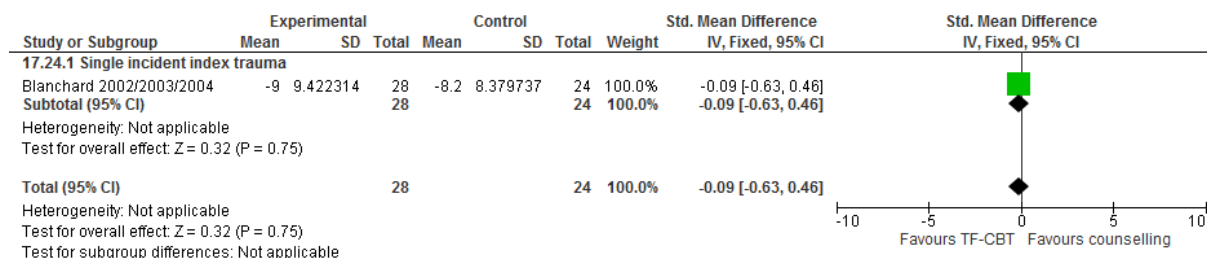 Experimental Control Std. Mean Difference Std. Mean Difference
Study or Subgroup Mean SD Total Mean SD Total Weight IV, Fixed, 95% CI IV, Fixed, 95% CI
17.24.1 Single incident index trauma
Blanchard 2002/2003/2004 -9 9.422314 28 -8.2 8.379737 24 100.0% -0.09 [-0.63, 0.46]
Subtotal (95% CI) 28 24 100.0% -0.09 [-0.63, 0.46]
Heterogeneity: Not applicable
Test for overall effect: Z = 0.32 (P = 0.75)
Total (95% CI) 28 24 100.0% -0.09 [-0.63, 0.46]
Heterogeneity: Not applicable
Test for overall effect: Z = 0.32 (P = 0.75)
Test for subgroup differences: Not applicable
-10 -5 0 5 10
Favours TF-CBT Favours counselling